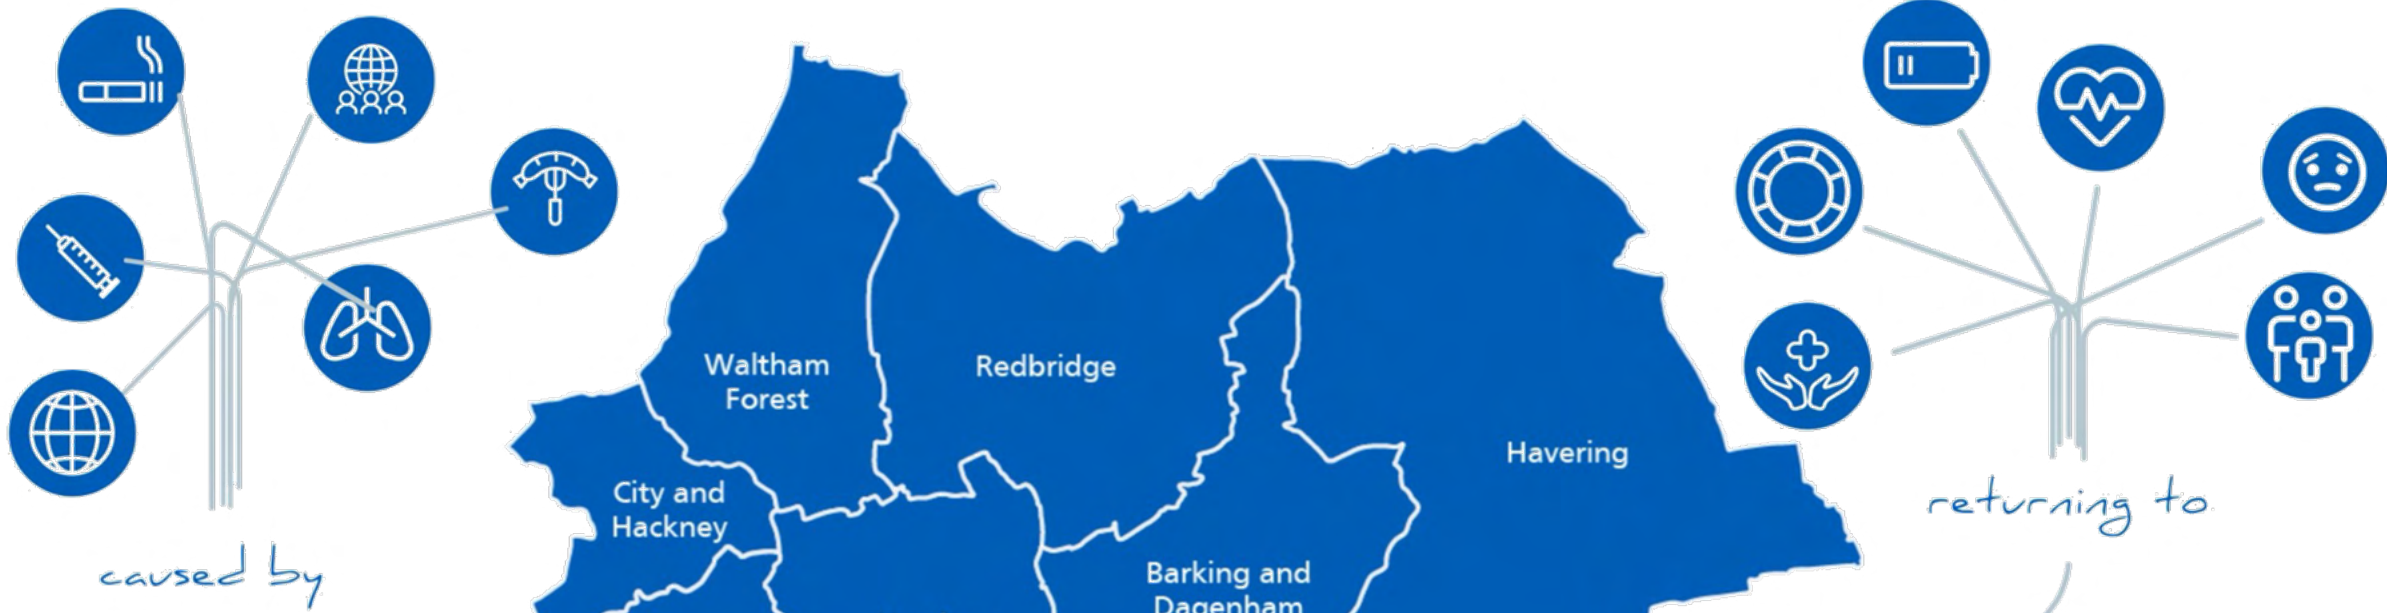 Waltham
Forest
Redbridge
Havering
City and
Hackney
returning to
caused by
Barking and
Dagenham